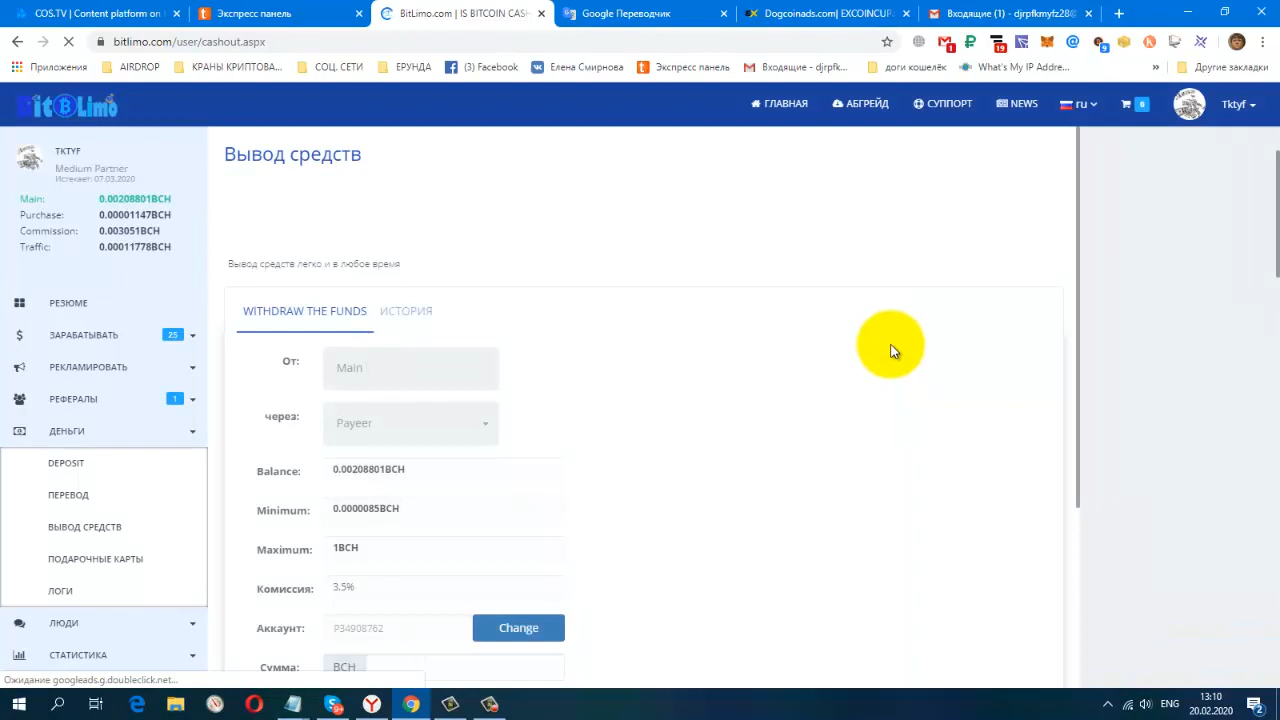 COS.TV | Content platform on
Экспресс панель
BitLimo.com | IS BITCOIN CASH
Google Переводчик
Dogcoinads.com| EXCOINCUP
Входящие (1) - djrpfkmyfz28@
bitlimo.com/user/cashout.aspx
1
19
9
Приложения
AIRDROP
КРАНЫ КРИПТОВА...
СОЦ. СЕТИ
ЕРУНДА
(3) Facebook
Елена Смирнова
Экспресс панель
Входящие - djrpfk...
доги кошелёк
What's My IP Addre...
»
Другие закладки
BitLimo
ГЛАВНАЯ
АБГРЕЙД
СУППОРТ
NEWS
ru
6
Tktyf
TKTYF
Medium Partner
Истекает: 07.03.2020
Main: 0.00208801BCH
Purchase: 0.00001147BCH
Commission: 0.003051BCH
Traffic: 0.00011778BCH
РЕЗЮМЕ
ЗАРАБАТЫВАТЬ 25
РЕКЛАМИРОВАТЬ
РЕФЕРАЛЫ 1
ДЕНЬГИ
DEPOSIT
ПЕРЕВОД
ВЫВОД СРЕДСТВ
ПОДАРОЧНЫЕ КАРТЫ
ЛОГИ
ЛЮДИ
СТАТИСТИКА
Вывод средств
Вывод средств легко и в любое время
WITHDRAW THE FUNDS
ИСТОРИЯ
От: Main
через: Payeer
Balance: 0.00208801BCH
Minimum: 0.0000085BCH
Maximum: 1BCH
Комиссия: 3.5%
Аккаунт: P34908762 Change
Сумма: BCH
Ожидание googleads.g.doubleclick.net...
ENG
13:10
20.02.2020
2